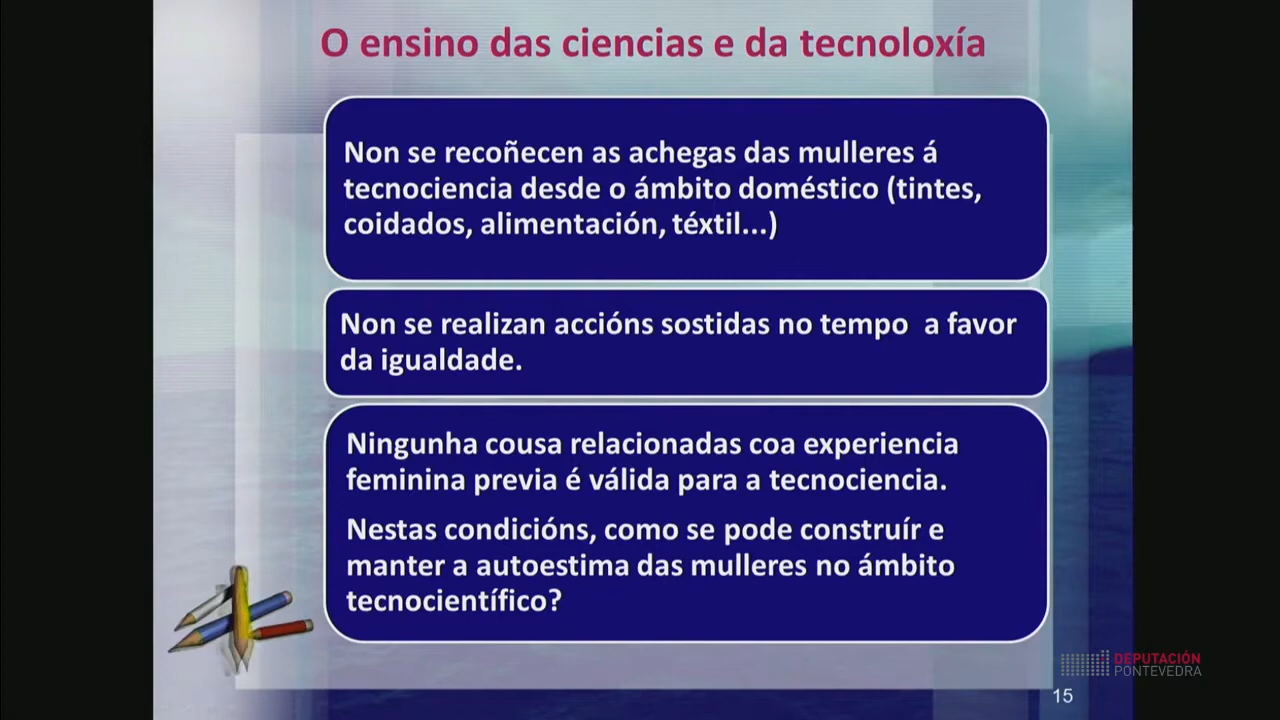 O ensino das ciencias e da tecnoloxía
Non se recoñecen as achegas das mulleres á
tecnociencia desde o ámbito doméstico (tintes,
coidados, alimentación, téxtil...)
Non se realizan accións sostidas no tempo  a favor
da igualdade.
Ningunha cousa relacionadas coa experiencia
feminina previa é válida para a tecnociencia.
Nestas condicións, como se pode construír e
manter a autoestima das mulleres no ámbito
tecnocientífico?
DEPUTACIÓN
PONTEVEDRA
15